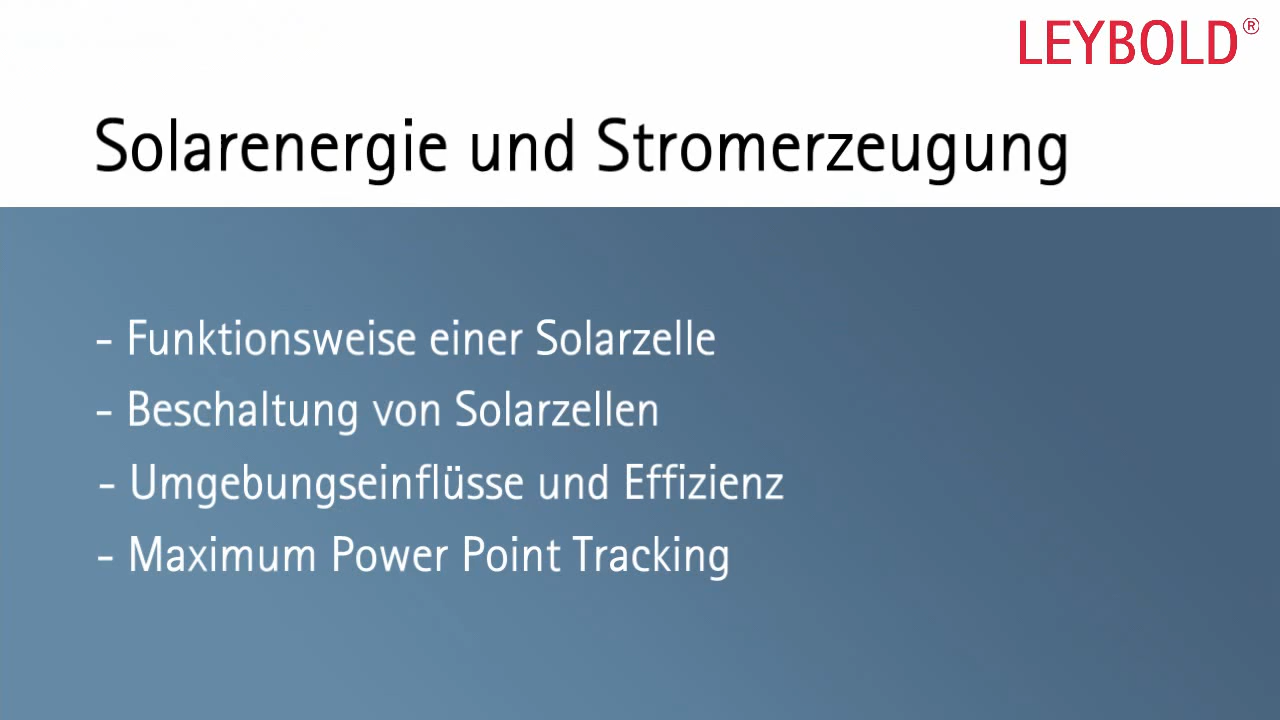 LEYBOLD®
Solarenergie und Stromerzeugung
- Funktionsweise einer Solarzelle
- Beschaltung von Solarzellen
- Umgebungseinflüsse und Effizienz
- Maximum Power Point Tracking